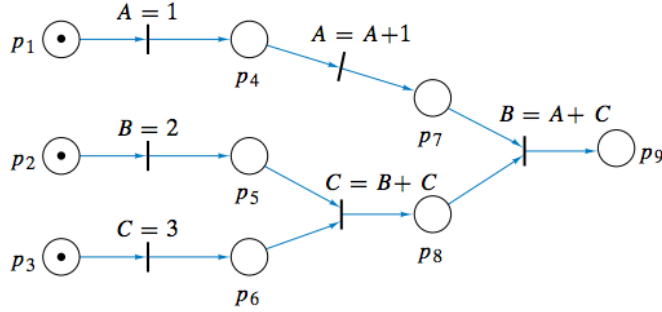 A = 1
p1
p4
A = A+1
p7
B = A + C
p9
B = 2
p2
p5
C = B + C
p8
C = 3
p3
p6